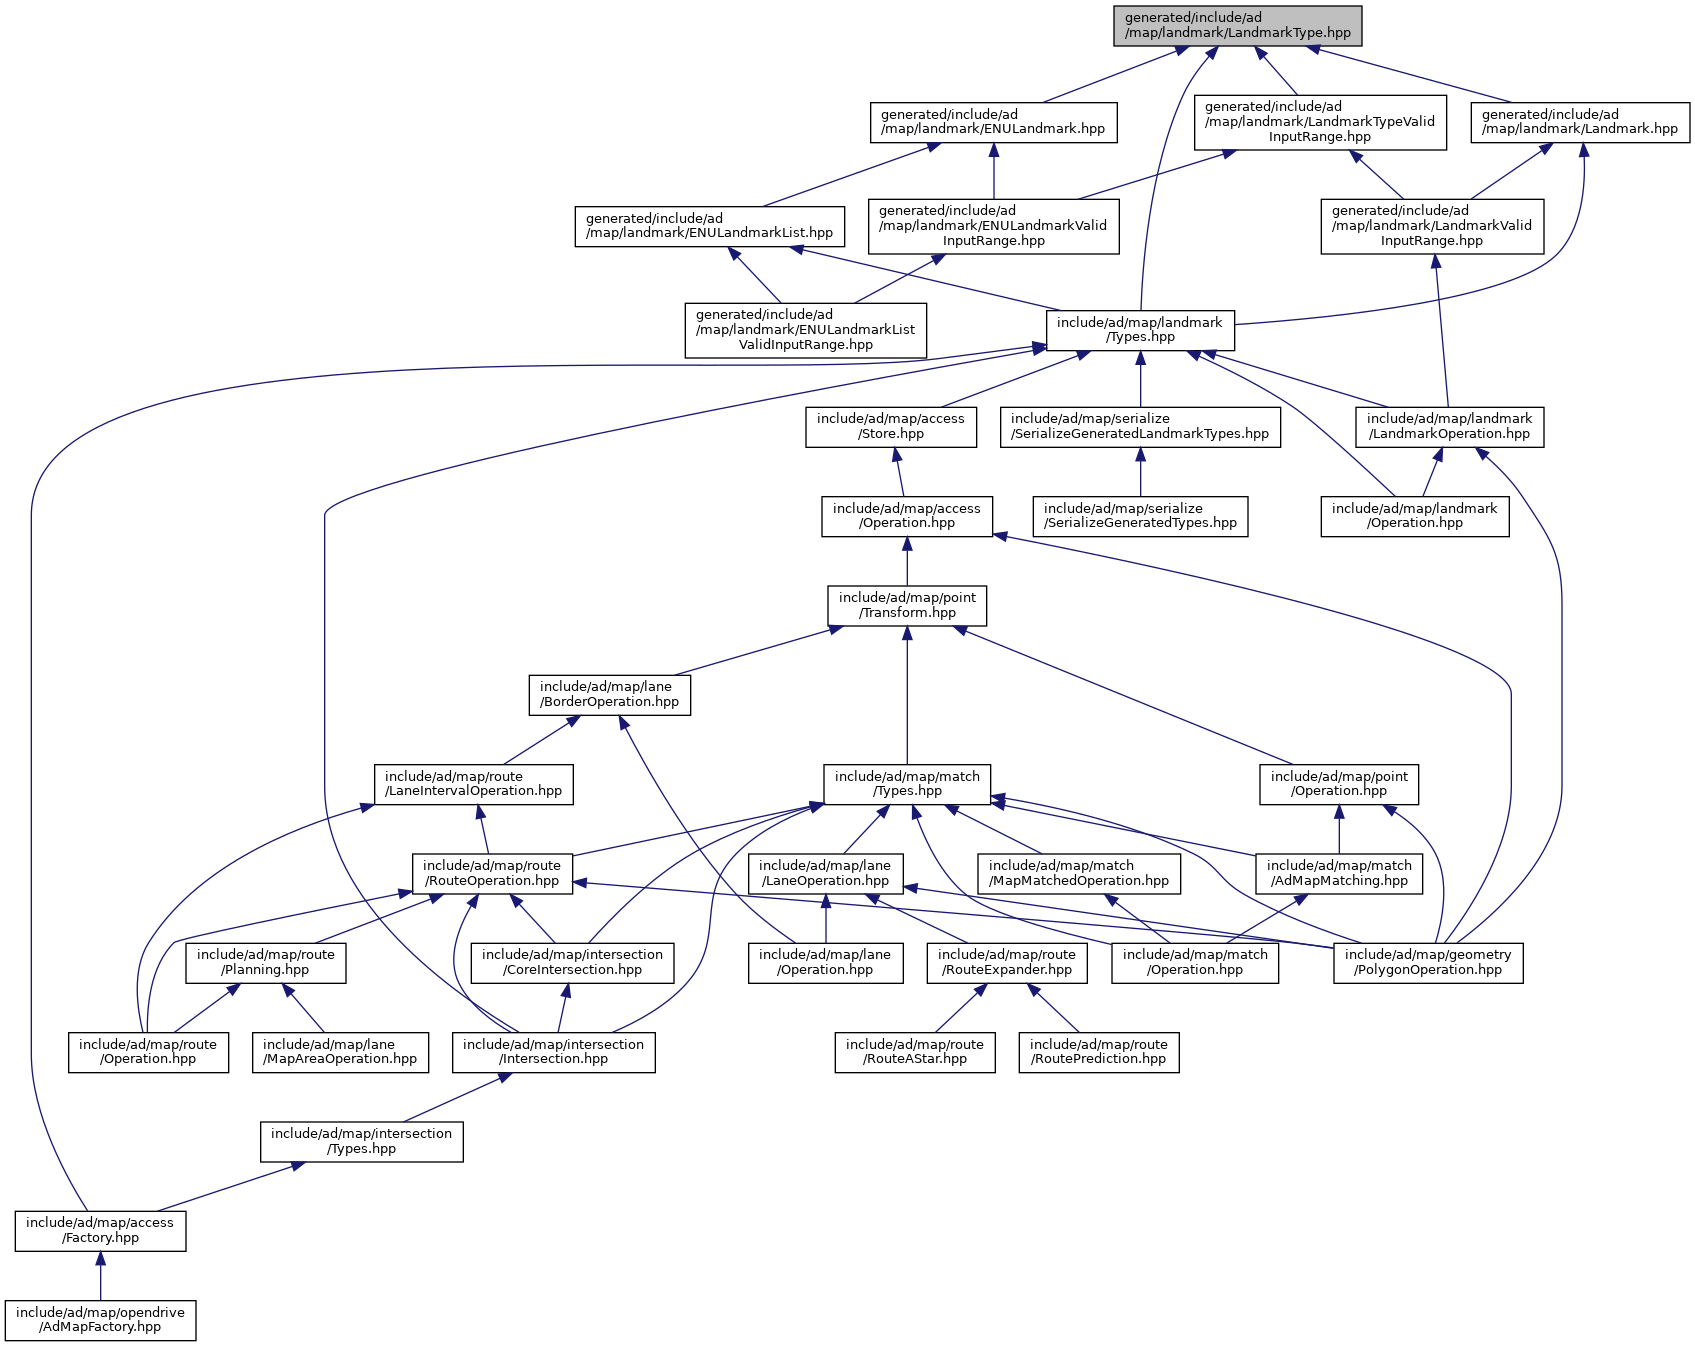 generated/include/ad
/map/landmark/LandmarkType.hpp
generated/include/ad
/map/landmark/ENULandmark.hpp
generated/include/ad
/map/landmark/LandmarkTypeValid
InputRange.hpp
generated/include/ad
/map/landmark/Landmark.hpp
generated/include/ad
/map/landmark/ENULandmarkList.hpp
generated/include/ad
/map/landmark/ENULandmarkValid
InputRange.hpp
generated/include/ad
/map/landmark/LandmarkValid
InputRange.hpp
generated/include/ad
/map/landmark/ENULandmarkList
ValidInputRange.hpp
include/ad/map/landmark
/Types.hpp
include/ad/map/access
/Store.hpp
include/ad/map/serialize
/SerializeGeneratedLandmarkTypes.hpp
include/ad/map/landmark
/LandmarkOperation.hpp
include/ad/map/access
/Operation.hpp
include/ad/map/serialize
/SerializeGeneratedTypes.hpp
include/ad/map/landmark
/Operation.hpp
include/ad/map/point
/Transform.hpp
include/ad/map/lane
/BorderOperation.hpp
include/ad/map/route
/LaneIntervalOperation.hpp
include/ad/map/match
/Types.hpp
include/ad/map/point
/Operation.hpp
include/ad/map/route
/RouteOperation.hpp
include/ad/map/lane
/LaneOperation.hpp
include/ad/map/match
/MapMatchedOperation.hpp
include/ad/map/match
/AdMapMatching.hpp
include/ad/map/route
/Planning.hpp
include/ad/map/intersection
/CoreIntersection.hpp
include/ad/map/lane
/Operation.hpp
include/ad/map/route
/RouteExpander.hpp
include/ad/map/match
/Operation.hpp
include/ad/map/geometry
/PolygonOperation.hpp
include/ad/map/route
/Operation.hpp
include/ad/map/lane
/MapAreaOperation.hpp
include/ad/map/intersection
/Intersection.hpp
include/ad/map/route
/RouteAStar.hpp
include/ad/map/route
/RoutePrediction.hpp
include/ad/map/intersection
/Types.hpp
include/ad/map/access
/Factory.hpp
include/ad/map/opendrive
/AdMapFactory.hpp